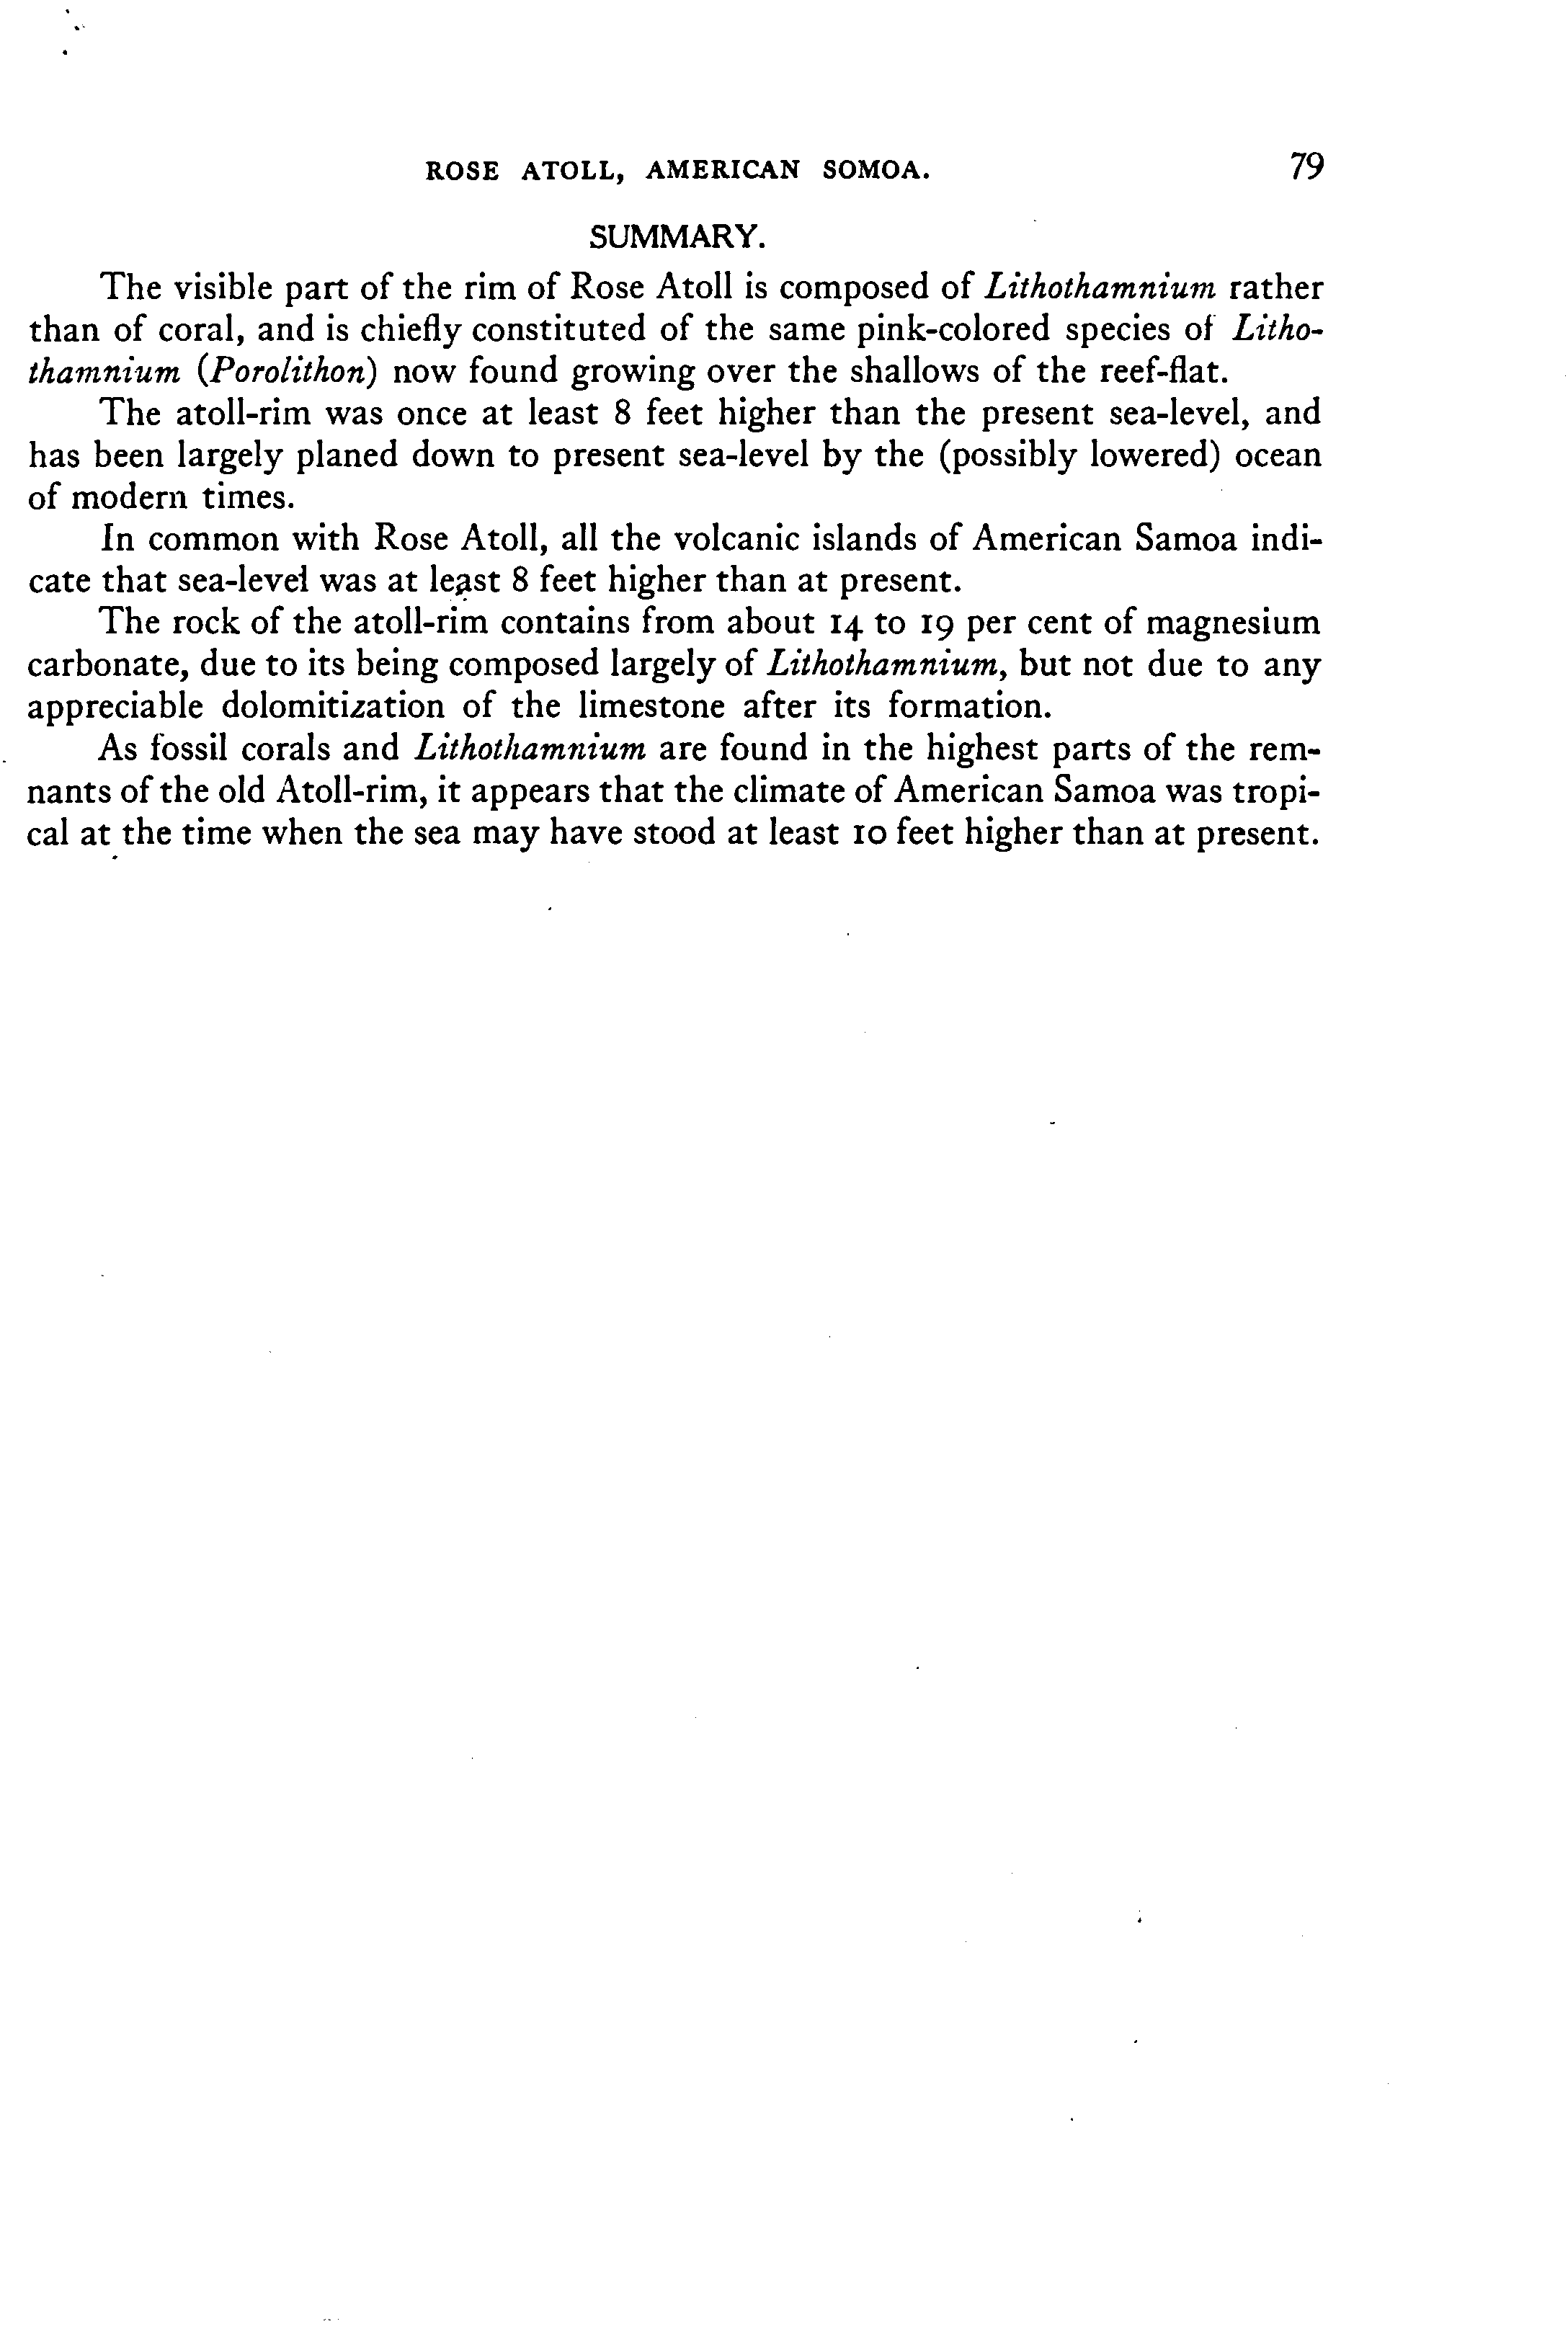 ROSE ATOLL, AMERICAN SOMOA. 79
SUMMARY.
The visible part of the rim of Rose Atoll is composed of Lithothamnium rather
than of coral, and is chiefly constituted of the same pink-colored species of Litho-
thamnium (Porolithon) now found growing over the shallows of the reef-flat.
The atoll-rim was once at least 8 feet higher than the present sea-level, and
has been largely planed down to present sea-level by the (possibly lowered) ocean
of modern times.
In common with Rose Atoll, all the volcanic islands of American Samoa indi-
cate that sea-level was at least 8 feet higher than at present.
The rock of the atoll-rim contains from about 14 to 19 per cent of magnesium
carbonate, due to its being composed largely of Lithothamnium, but not due to any
appreciable dolomitization of the limestone after its formation.
As fossil corals and Lithothamnium are found in the highest parts of the rem-
nants of the old Atoll-rim, it appears that the climate of American Samoa was tropi-
cal at the time when the sea may have stood at least 10 feet higher than at present.